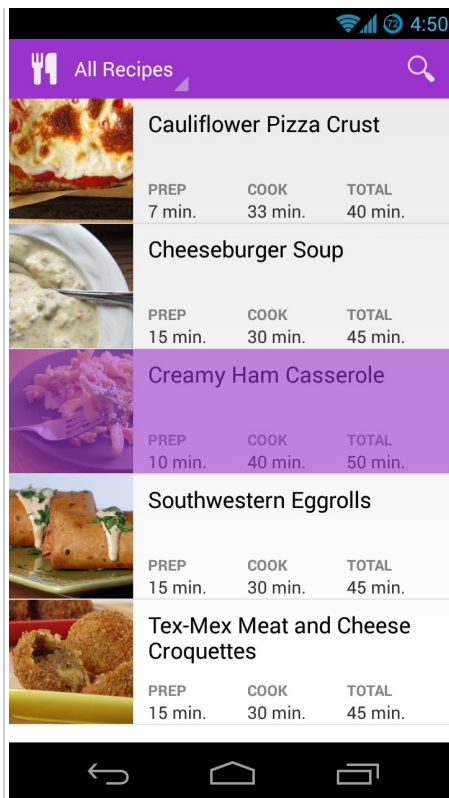 72 4:50
All Recipes
Cauliflower Pizza Crust
PREP COOK TOTAL
7 min. 33 min. 40 min.
Cheeseburger Soup
PREP COOK TOTAL
15 min. 30 min. 45 min.
Creamy Ham Casserole
PREP COOK TOTAL
10 min. 40 min. 50 min.
Southwestern Eggrolls
PREP COOK TOTAL
15 min. 30 min. 45 min.
Tex-Mex Meat and Cheese
Croquettes
PREP COOK TOTAL
15 min. 30 min. 45 min.